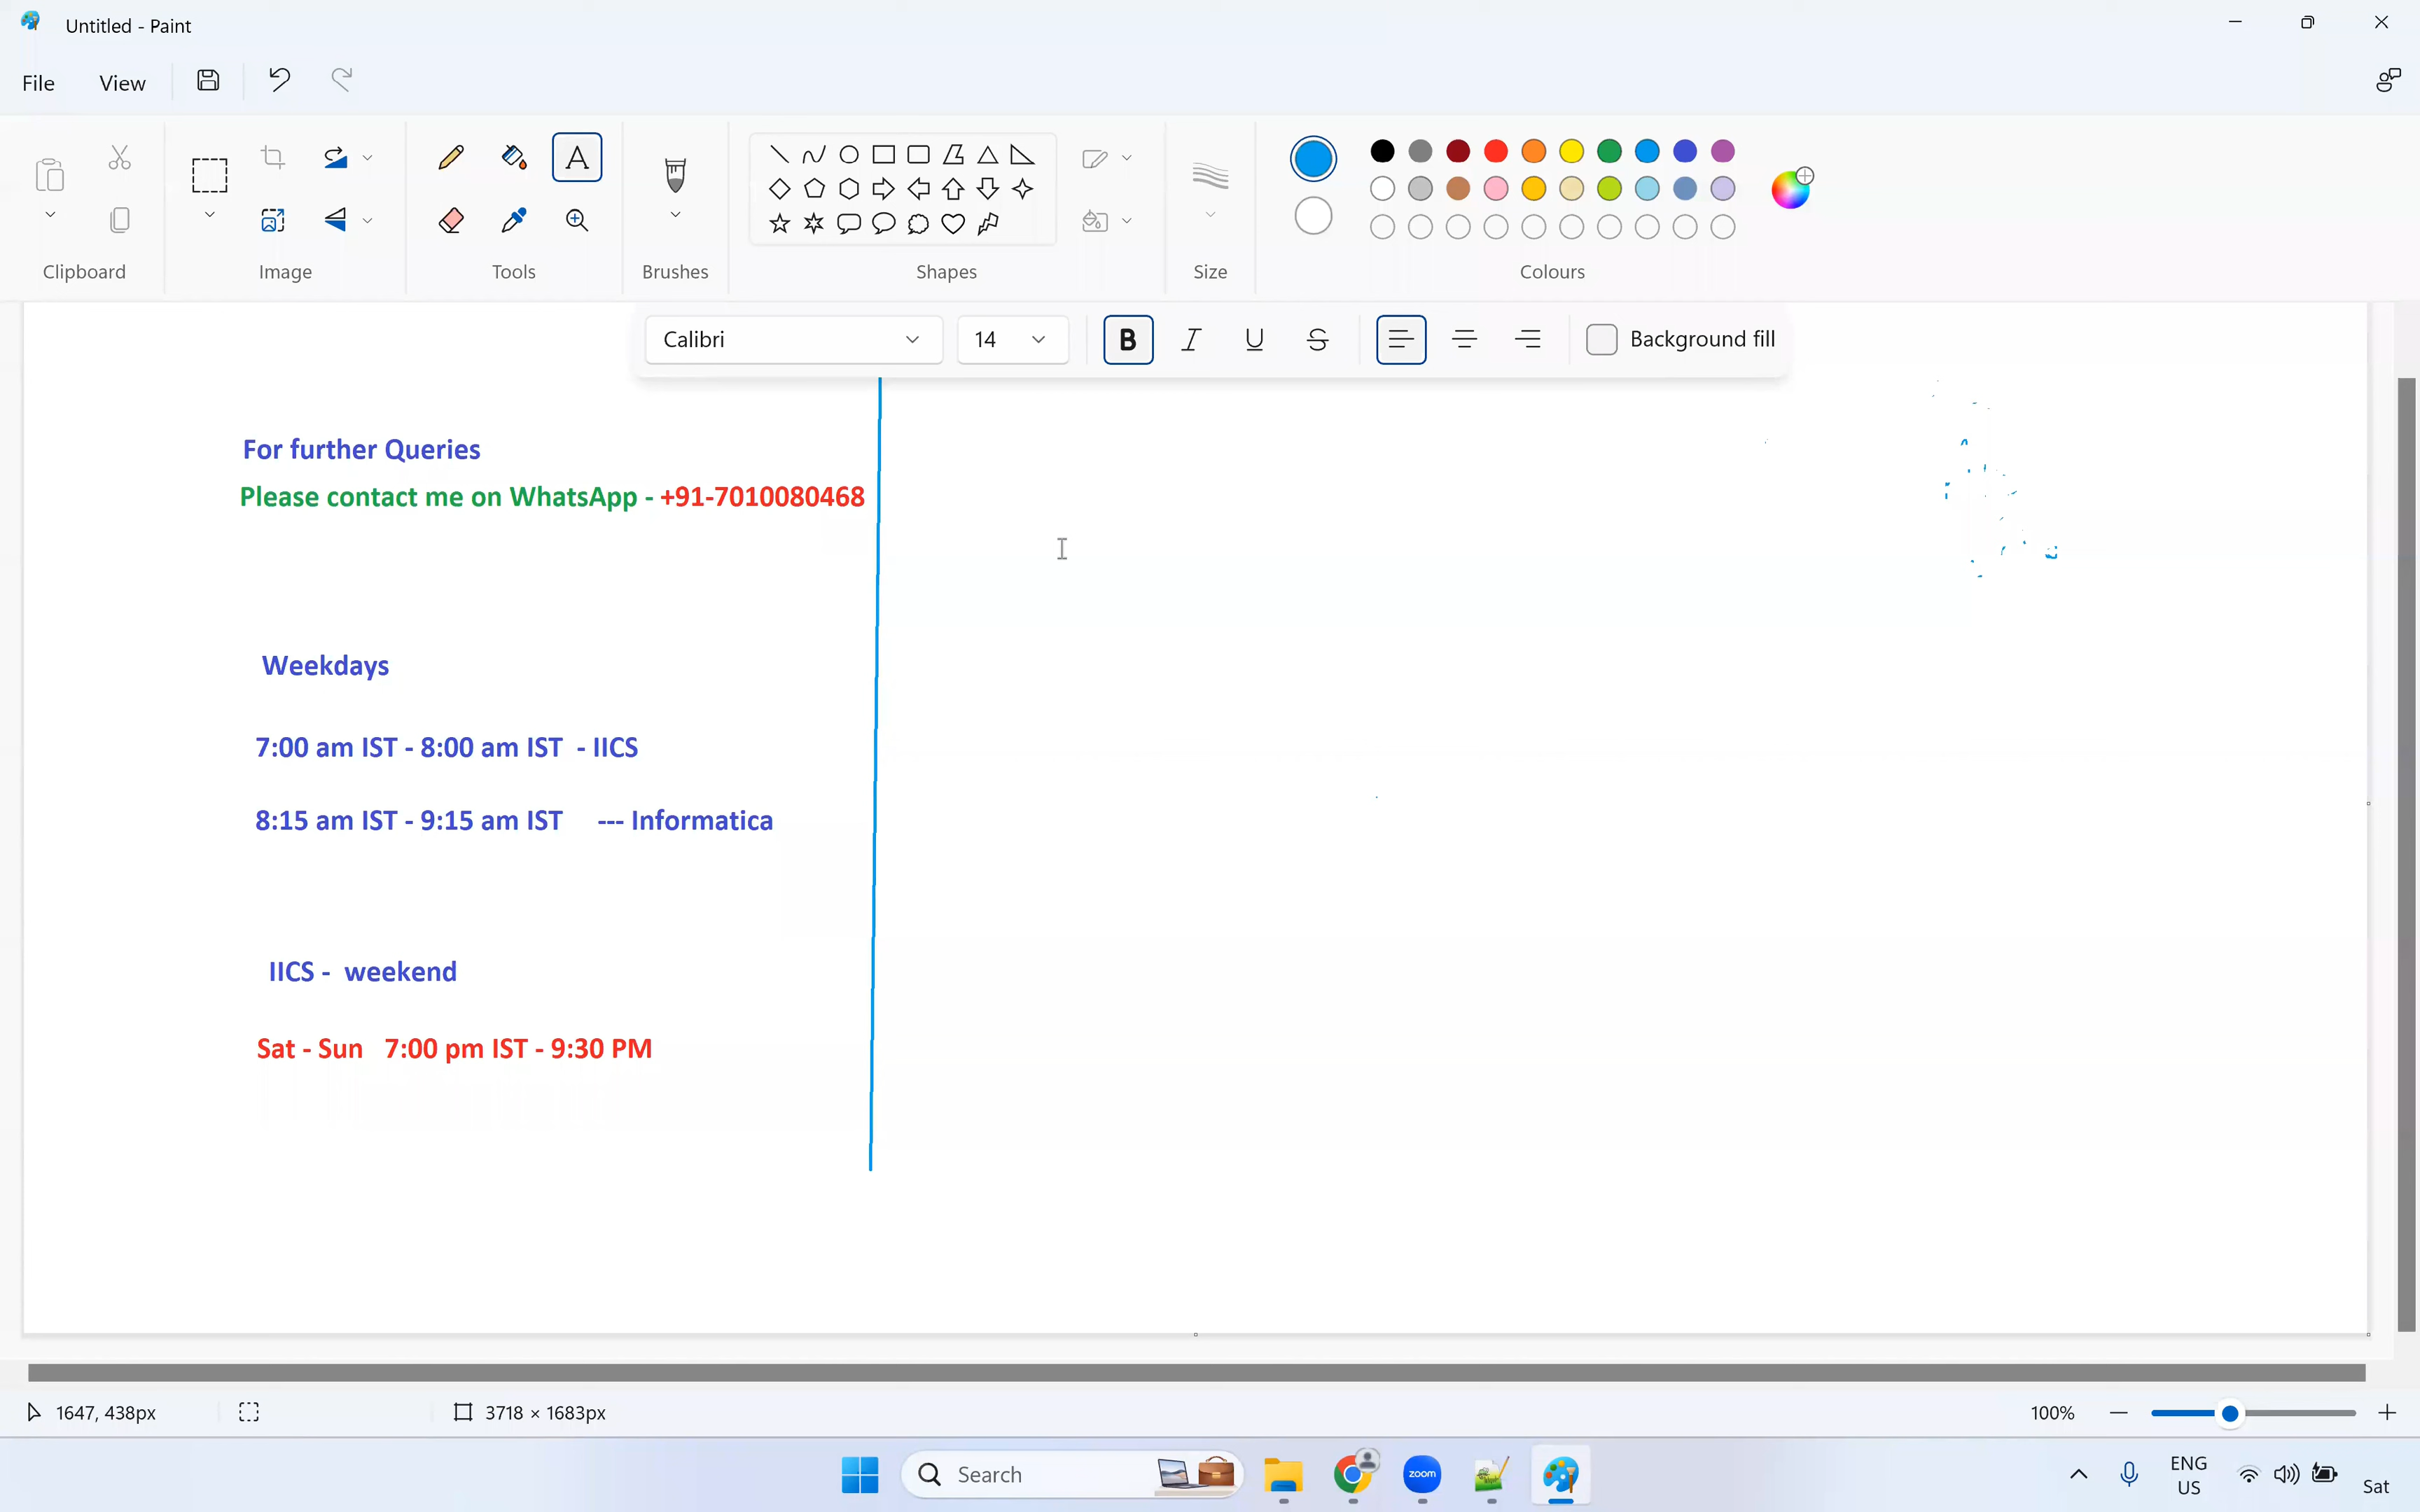 Untitled - Paint
File View
Clipboard Image Tools Brushes Shapes Size Colours
Calibri 14 B I U S Background fill
For further Queries
Please contact me on WhatsApp - +91-7010080468
Weekdays
7:00 am IST - 8:00 am IST - IICS
8:15 am IST - 9:15 am IST --- Informatica
IICS - weekend
Sat - Sun 7:00 pm IST - 9:30 PM
1647, 438px 3718 × 1683px 100%
Search zoom ENG
US Sat